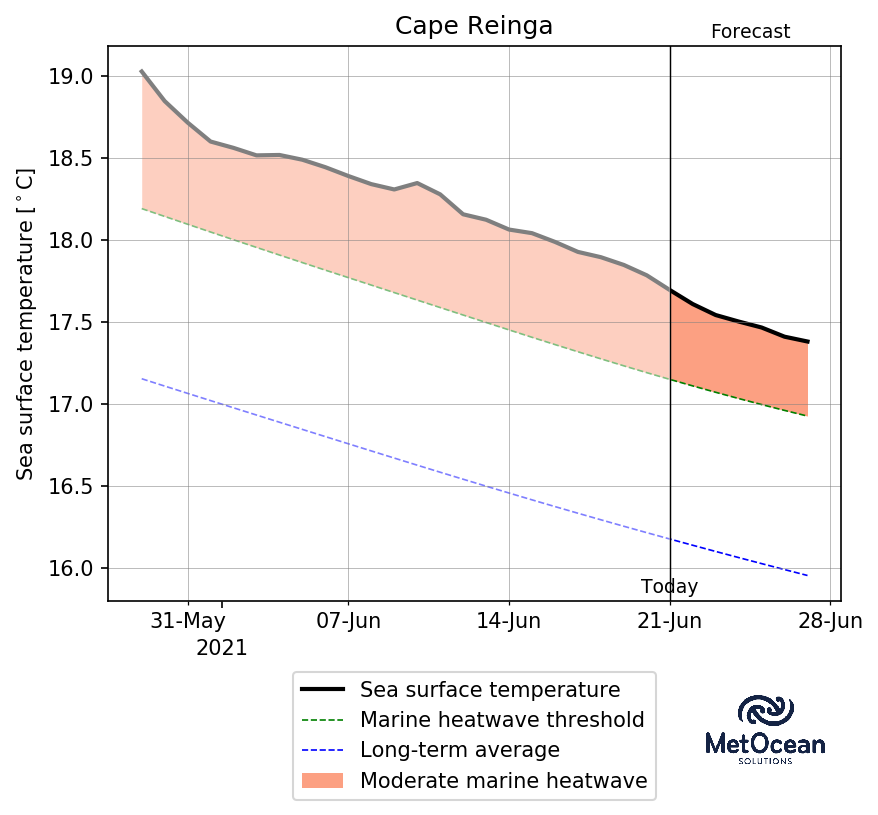 Cape Reinga
Forecast
Sea surface temperature [°C]
19.0
18.5
18.0
17.5
17.0
16.5
16.0
Today
31-May
07-Jun
14-Jun
21-Jun
28-Jun
2021
Sea surface temperature
Marine heatwave threshold
Long-term average
Moderate marine heatwave
MetOcean
SOLUTIONS